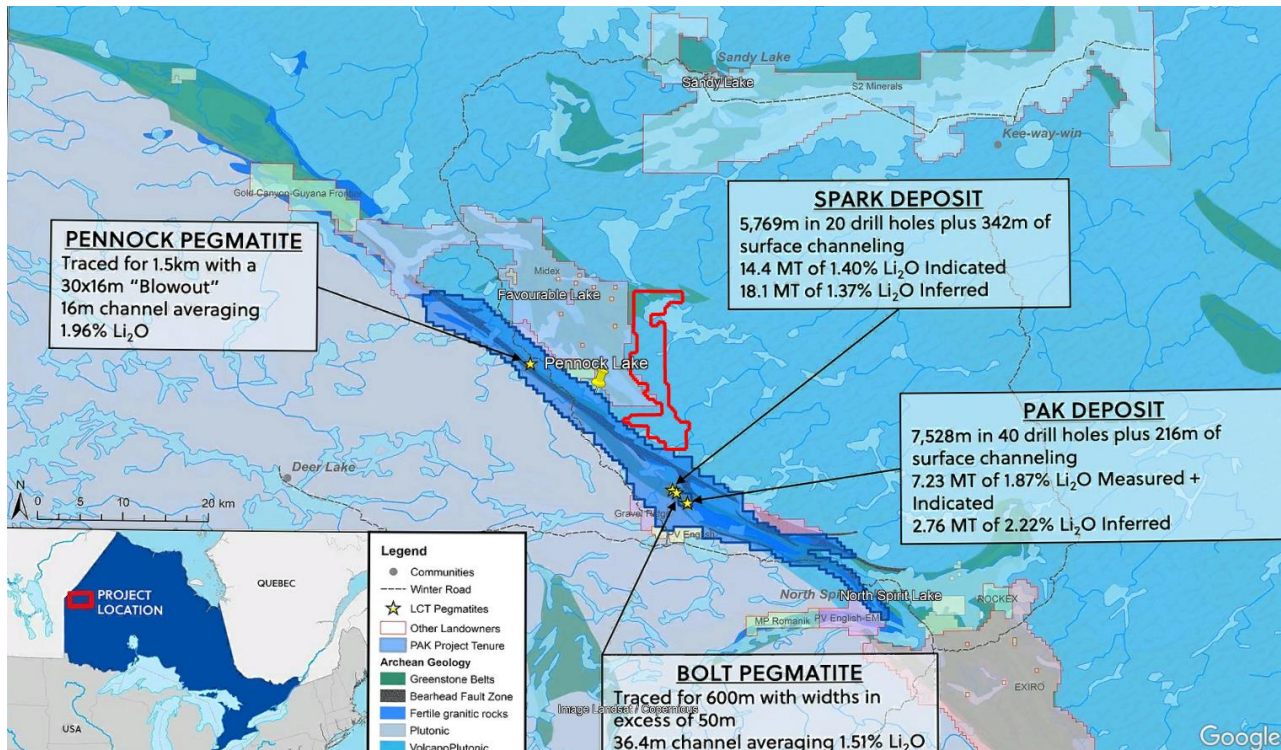 Sandy Lake
Sandy Lake
S2 Minerals
Kee-way-win
Gold Canyon-Guyana Frontier
SPARK DEPOSIT
5,769m in 20 drill holes plus 342m of
surface channeling
14.4 MT of 1.40% Li₂O Indicated
18.1 MT of 1.37% Li₂O Inferred
PENNOCK PEGMATITE
Traced for 1.5km with a
30x16m “Blowout”
16m channel averaging
1.96% Li₂O
Midex
Favourable Lake
Pennock Lake
PAK DEPOSIT
7,528m in 40 drill holes plus 216m of
surface channeling
7.23 MT of 1.87% Li₂O Measured +
Indicated
2.76 MT of 2.22% Li₂O Inferred
Deer Lake
N
0 5 10 20 km
PV English
North Spirit Lake
ROCKEX
MP Romanik
PV English-EML
EXIRO
PROJECT
LOCATION
QUEBEC
USA
Legend
Communities
Winter Road
LCT Pegmatites
Other Landowners
PAK Project Tenure
Archean Geology
Greenstone Belts
Bearhead Fault Zone
Fertile granitic rocks
Plutonic
VolcanoPlutonic
BOLT PEGMATITE
Traced for 600m with widths in
excess of 50m
36.4m channel averaging 1.51% Li₂O
Image Landsat / Copernicus
Google